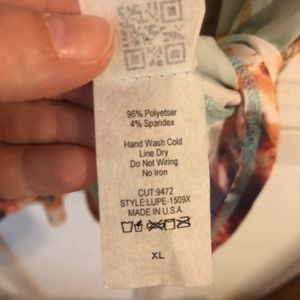 96% Polyetser
4% Spandex
Hand Wash Cold
Line Dry
Do Not Wiring
No Iron
CUT:9472
STYLE:LUPE-1509X
MADE IN U.S.A.
XL